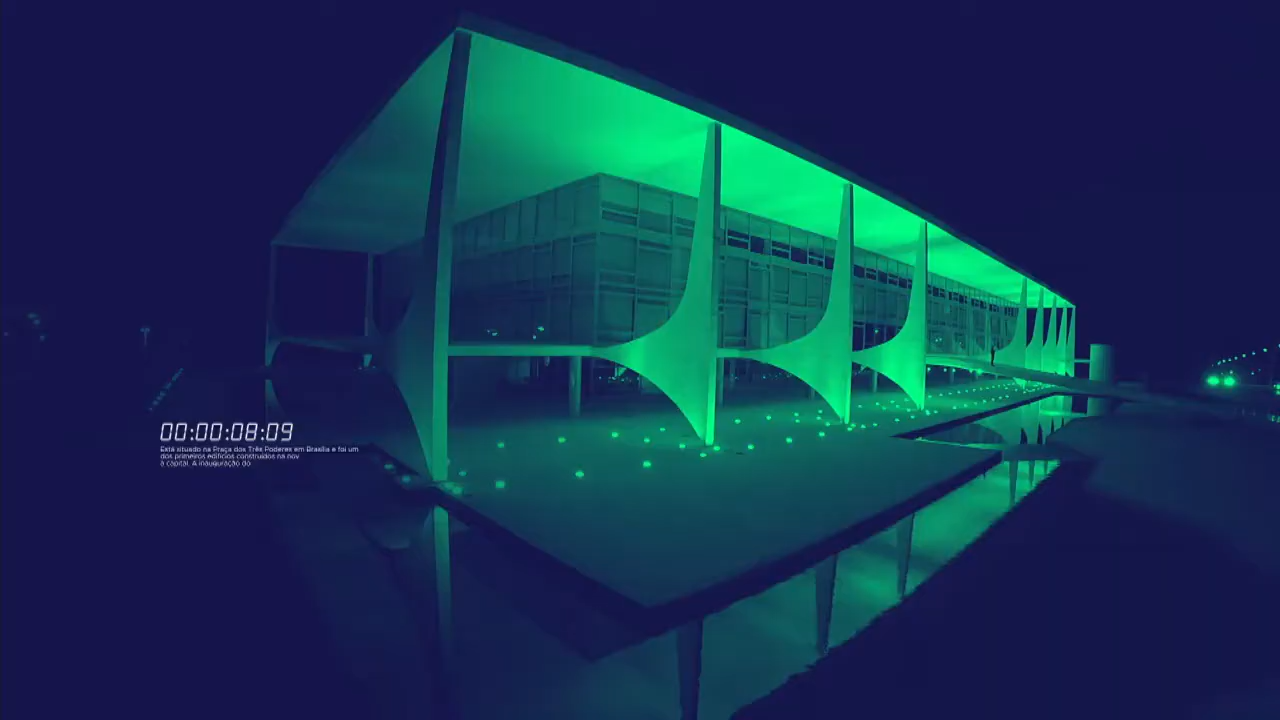 00:00:08:09
Está situado na Praça dos Três Poderes em Brasília e foi um
dos primeiros edifícios construídos na nov
a capital. A inauguração do